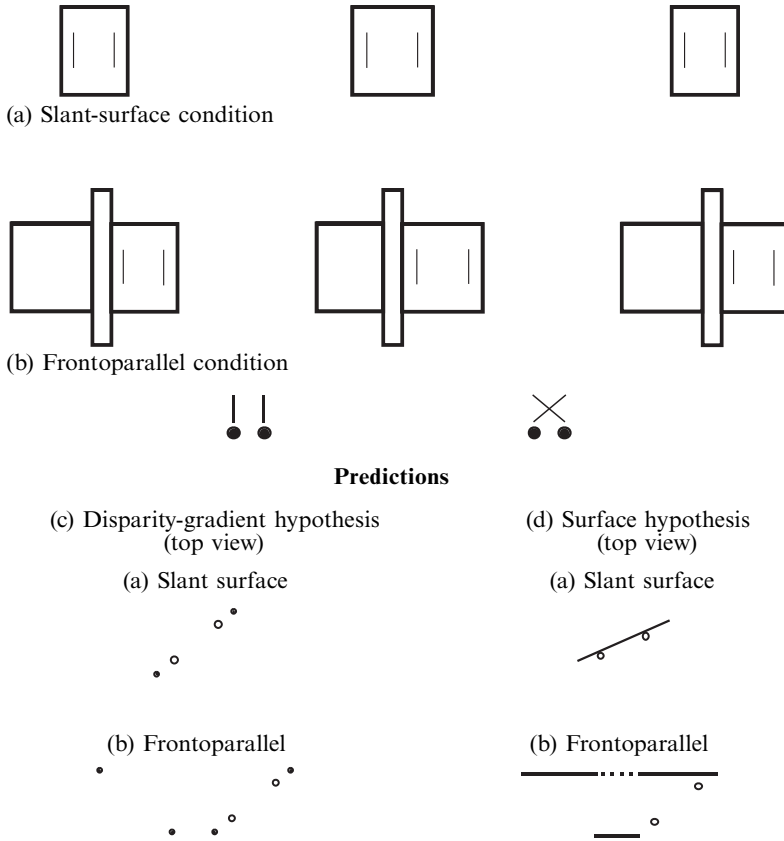 (a) Slant-surface condition
(b) Frontoparallel condition
Predictions
(c) Disparity-gradient hypothesis
(top view)
(d) Surface hypothesis
(top view)
(a) Slant surface
(a) Slant surface
(b) Frontoparallel
(b) Frontoparallel